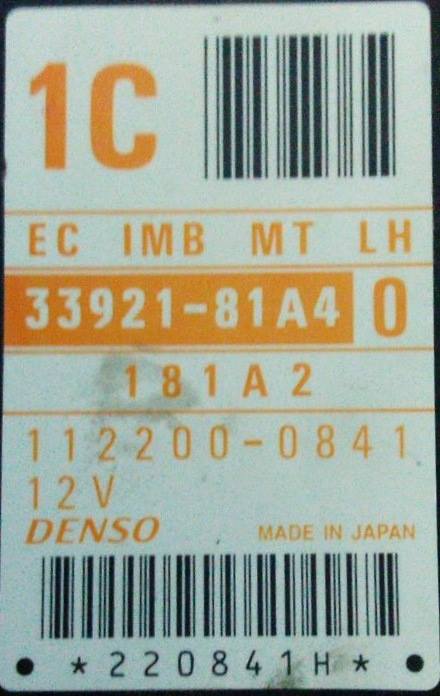 1C
EC IMB MT LH
33921-81A4 0
181A2
112200-0841
12V
DENSO MADE IN JAPAN
*220841H*